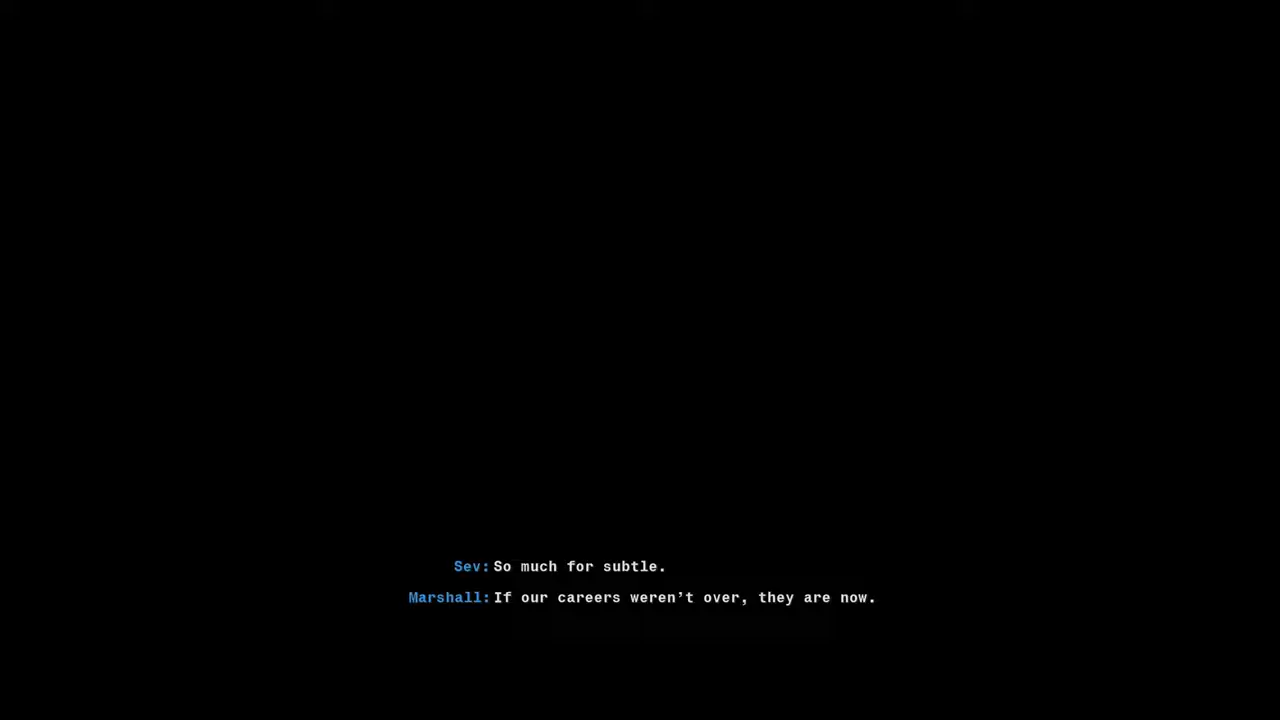 Sev: So much for subtle.
Marshall: If our careers weren’t over, they are now.